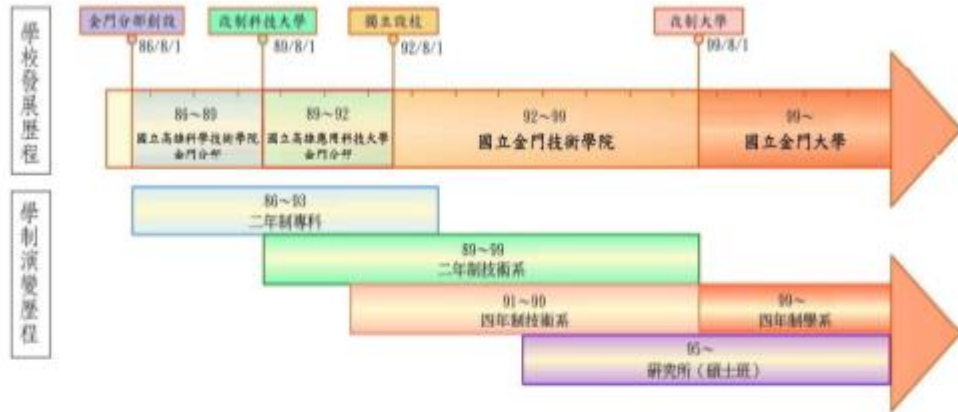 學校發展歷程
金門分部創設
86/8/1
改制科技大學
89/8/1
獨立設校
92/8/1
改制大學
99/8/1
86～89
國立高雄科學技術學院
金門分部
89～92
國立高雄應用科技大學
金門分部
92～99
國立金門技術學院
99～
國立金門大學
學制演變歷程
86～93
二年制專科
89～99
二年制技術系
91～99
四年制技術系
99～
四年制學系
95～
研究所（碩士班）